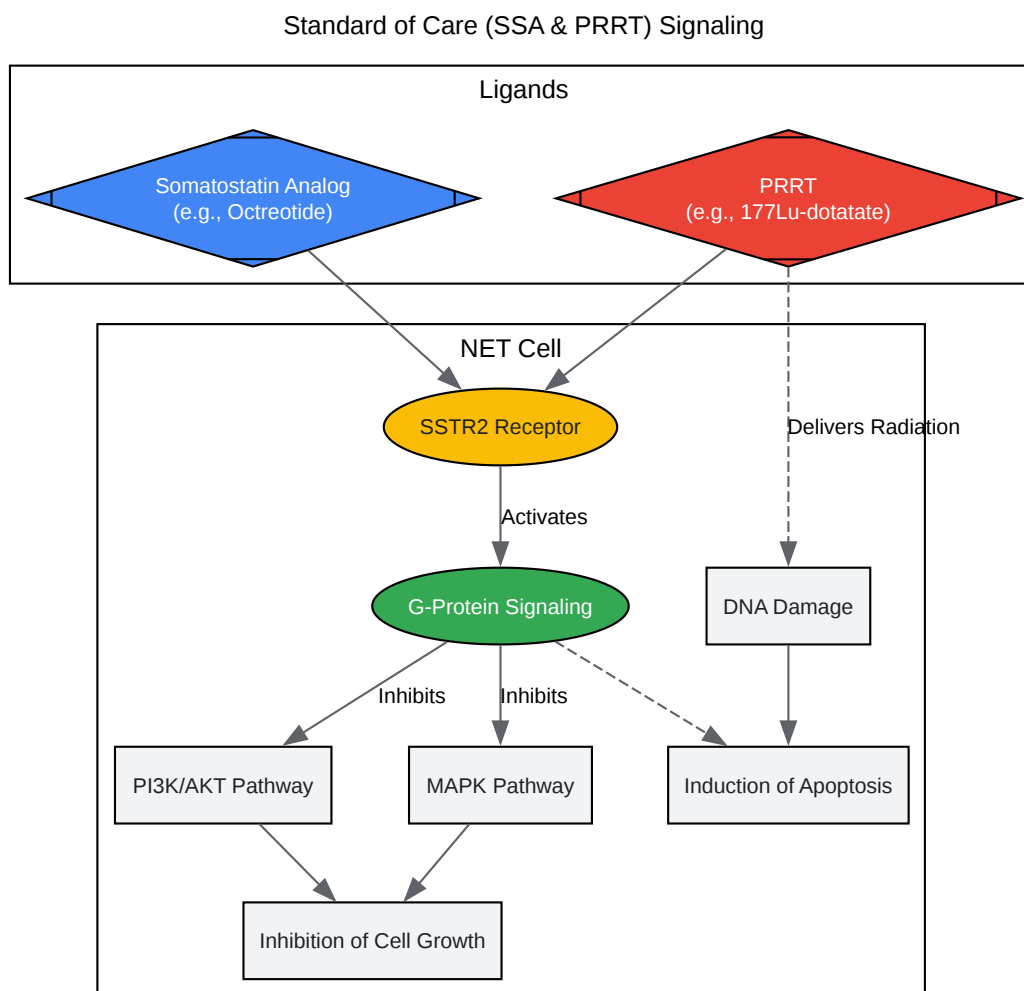 Standard of Care (SSA & PRRT) Signaling
Ligands
Somatostatin Analog
(e.g., Octreotide)
PRRT
(e.g., 177Lu-dotatate)
NET Cell
SSTR2 Receptor
Delivers Radiation
Activates
G-Protein Signaling
DNA Damage
Inhibits
Inhibits
PI3K/AKT Pathway
MAPK Pathway
Induction of Apoptosis
Inhibition of Cell Growth